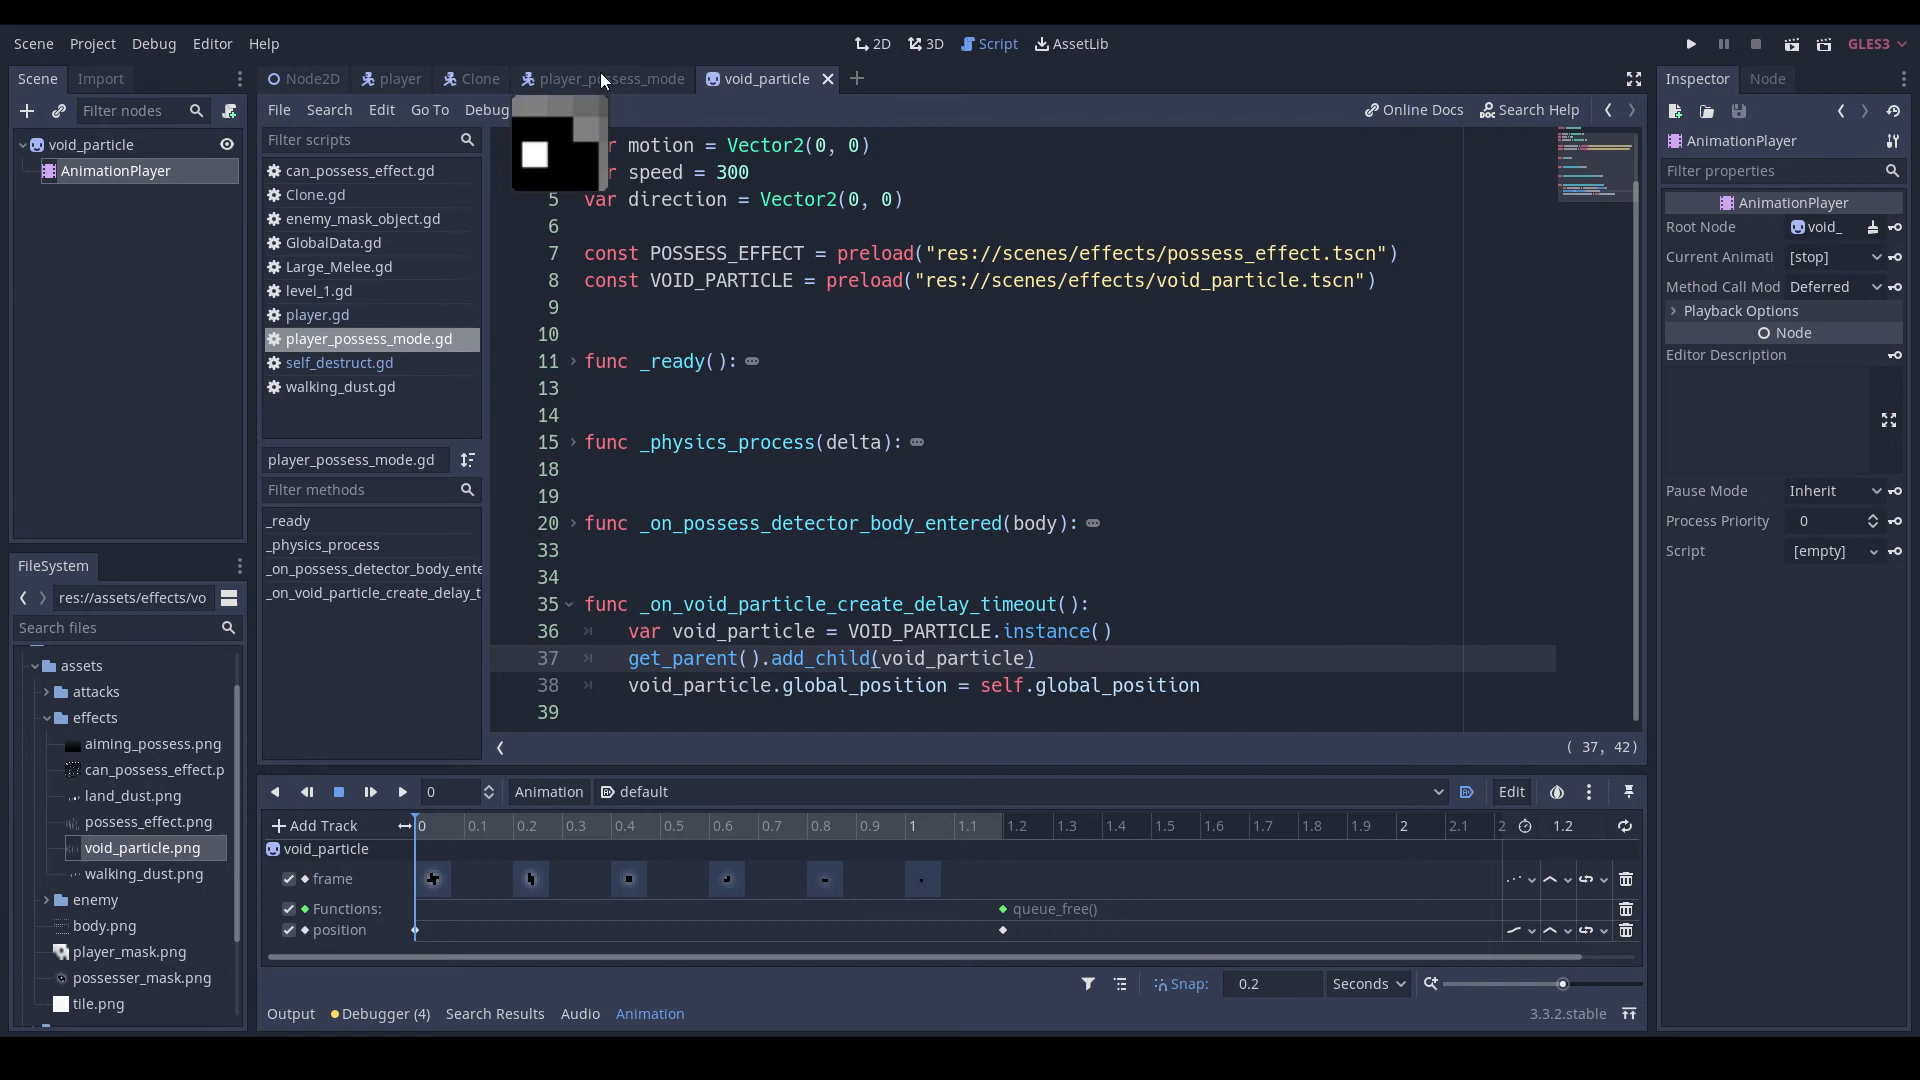 Scene Project Debug Editor Help 2D 3D Script AssetLib GLES3
Scene Import Node2D player Clone player_possess_mode void_particle Inspector Node
Filter nodes
void_particle
AnimationPlayer
File Search Edit Go To Debug Online Docs Search Help
Filter scripts
can_possess_effect.gd
Clone.gd
enemy_mask_object.gd
GlobalData.gd
Large_Melee.gd
level_1.gd
player.gd
player_possess_mode.gd
self_destruct.gd
walking_dust.gd
player_possess_mode.gd
Filter methods
_ready
_physics_process
_on_possess_detector_body_ente
_on_void_particle_create_delay_t
motion = Vector2(0, 0)
speed = 300
5 var direction = Vector2(0, 0)
6
7 const POSSESS_EFFECT = preload("res://scenes/effects/possess_effect.tscn")
8 const VOID_PARTICLE = preload("res://scenes/effects/void_particle.tscn")
9
10
11 func _ready():
13
14
15 func _physics_process(delta):
18
19
20 func _on_possess_detector_body_entered(body):
33
34
35 func _on_void_particle_create_delay_timeout():
36 var void_particle = VOID_PARTICLE.instance()
37 get_parent().add_child(void_particle)
38 void_particle.global_position = self.global_position
39
( 37, 42)
AnimationPlayer
Filter properties
AnimationPlayer
Root Node void_
Current Animati [stop]
Method Call Mod Deferred
Playback Options
Node
Editor Description
Pause Mode Inherit
Process Priority 0
Script [empty]
FileSystem
res://assets/effects/vo
Search files
assets
attacks
effects
aiming_possess.png
can_possess_effect.p
land_dust.png
possess_effect.png
void_particle.png
walking_dust.png
enemy
body.png
player_mask.png
possesser_mask.png
tile.png
0 Animation default Edit
Add Track 0 0.1 0.2 0.3 0.4 0.5 0.6 0.7 0.8 0.9 1 1.1 1.2 1.3 1.4 1.5 1.6 1.7 1.8 1.9 2 2.1 2 1.2
void_particle
frame
Functions: queue_free()
position
Snap: 0.2 Seconds
Output Debugger (4) Search Results Audio Animation 3.3.2.stable